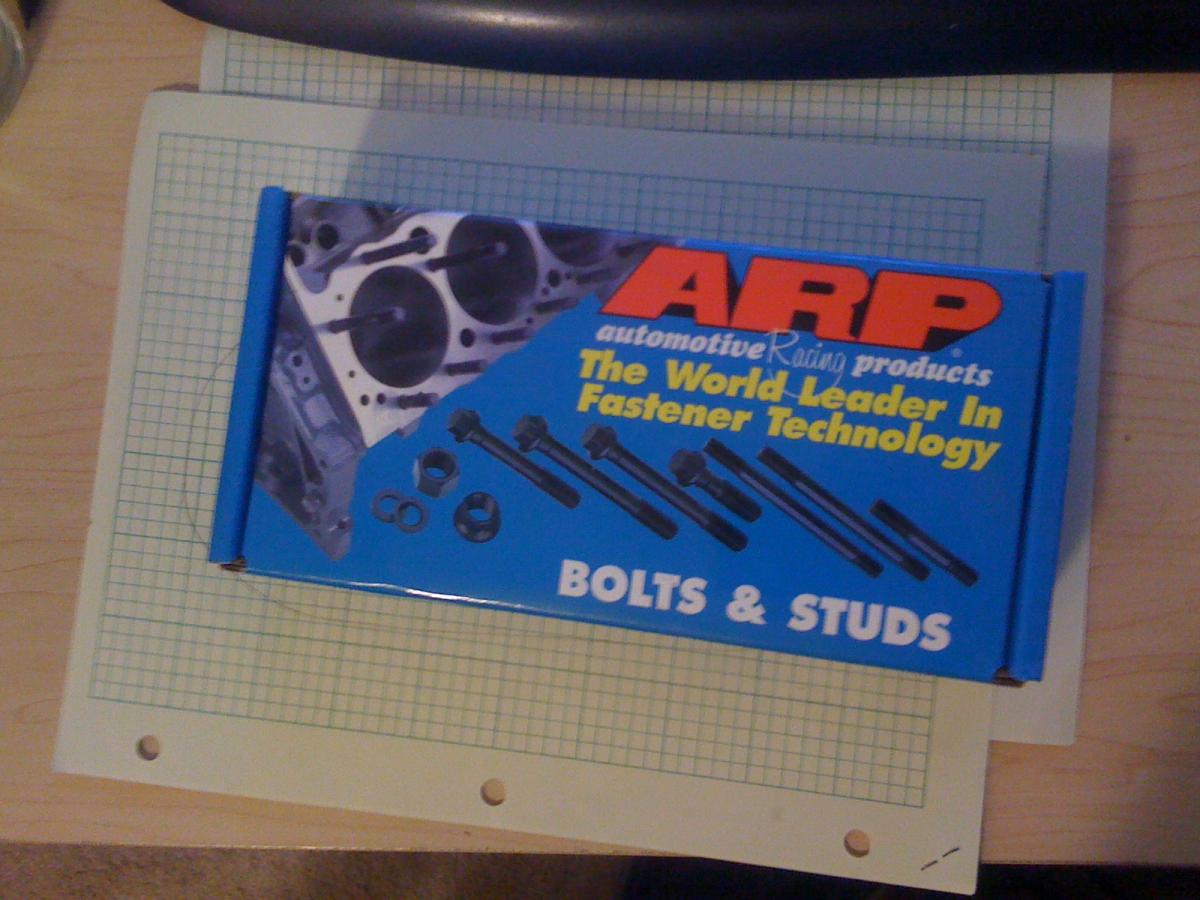 ARP
automotive Racing products
The World Leader In
Fastener Technology
BOLTS & STUDS